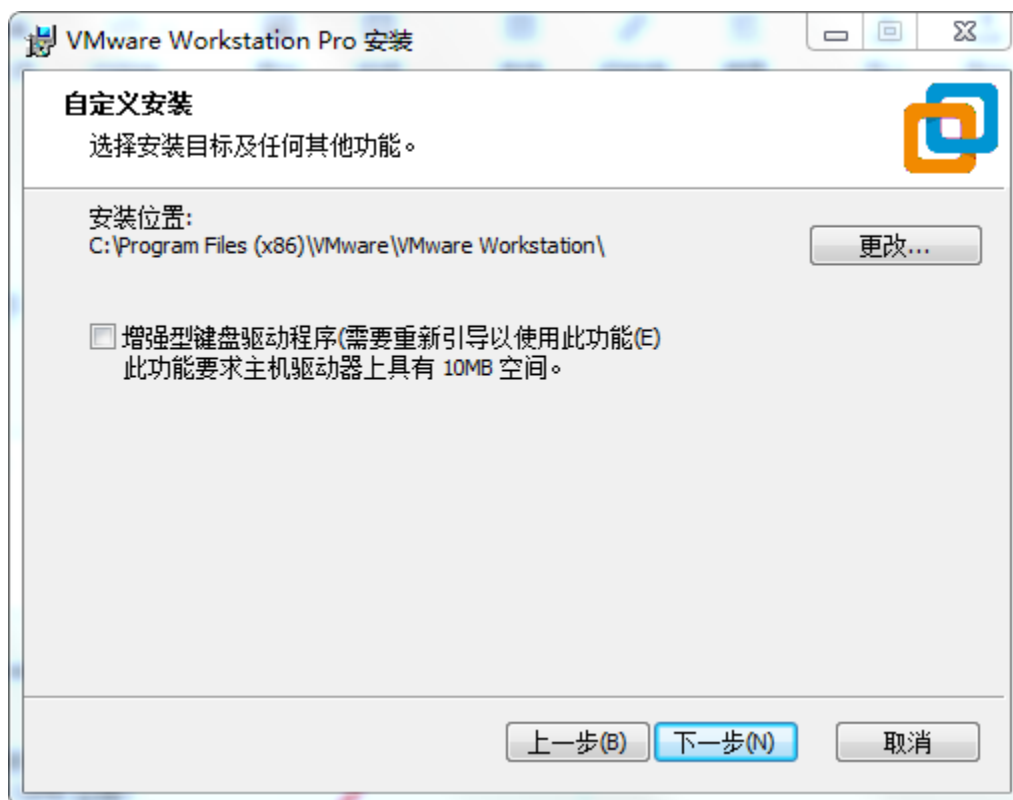 VMware Workstation Pro 安装
自定义安装
选择安装目标及任何其他功能。
安装位置:
C:\Program Files (x86)\VMware\VMware Workstation\
更改...
增强型键盘驱动程序(需要重新引导以使用此功能(E)
此功能要求主机驱动器上具有 10MB 空间。
上一步(B)
下一步(N)
取消